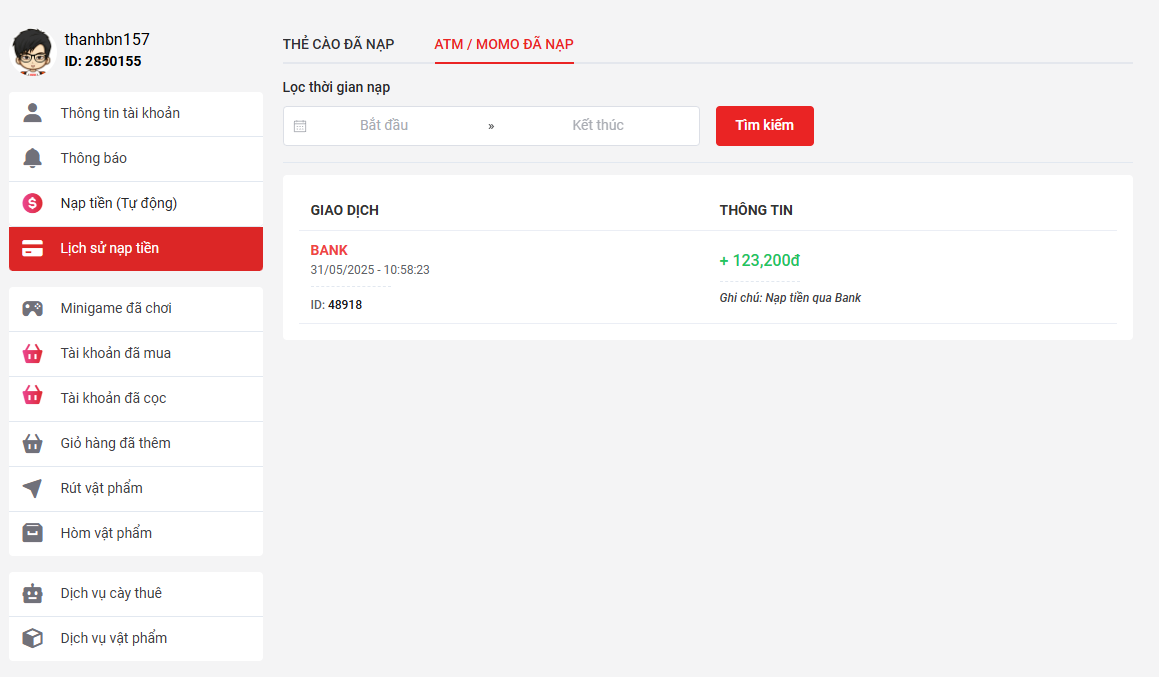 thanhbn157
ID: 2850155
Thông tin tài khoản
Thông báo
Nạp tiền (Tự động)
Lịch sử nạp tiền
Minigame đã chơi
Tài khoản đã mua
Tài khoản đã cọc
Giỏ hàng đã thêm
Rút vật phẩm
Hòm vật phẩm
Dịch vụ cày thuê
Dịch vụ vật phẩm
THẺ CÀO ĐÃ NẠP ATM / MOMO ĐÃ NẠP
Lọc thời gian nạp
Bắt đầu » Kết thúc Tìm kiếm
GIAO DỊCH THÔNG TIN
BANK
31/05/2025 - 10:58:23
ID: 48918
+ 123,200đ
Ghi chú: Nạp tiền qua Bank